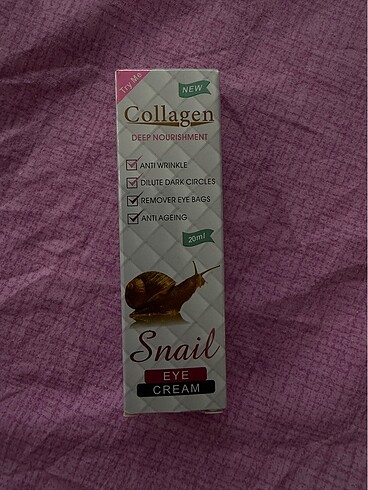 Try Me
NEW
Collagen
DEEP NOURISHMENT
ANTI WRINKLE
DILUTE DARK CIRCLES
REMOVER EYE BAGS
ANTI AGEING
20ml
Snail
EYE
CREAM